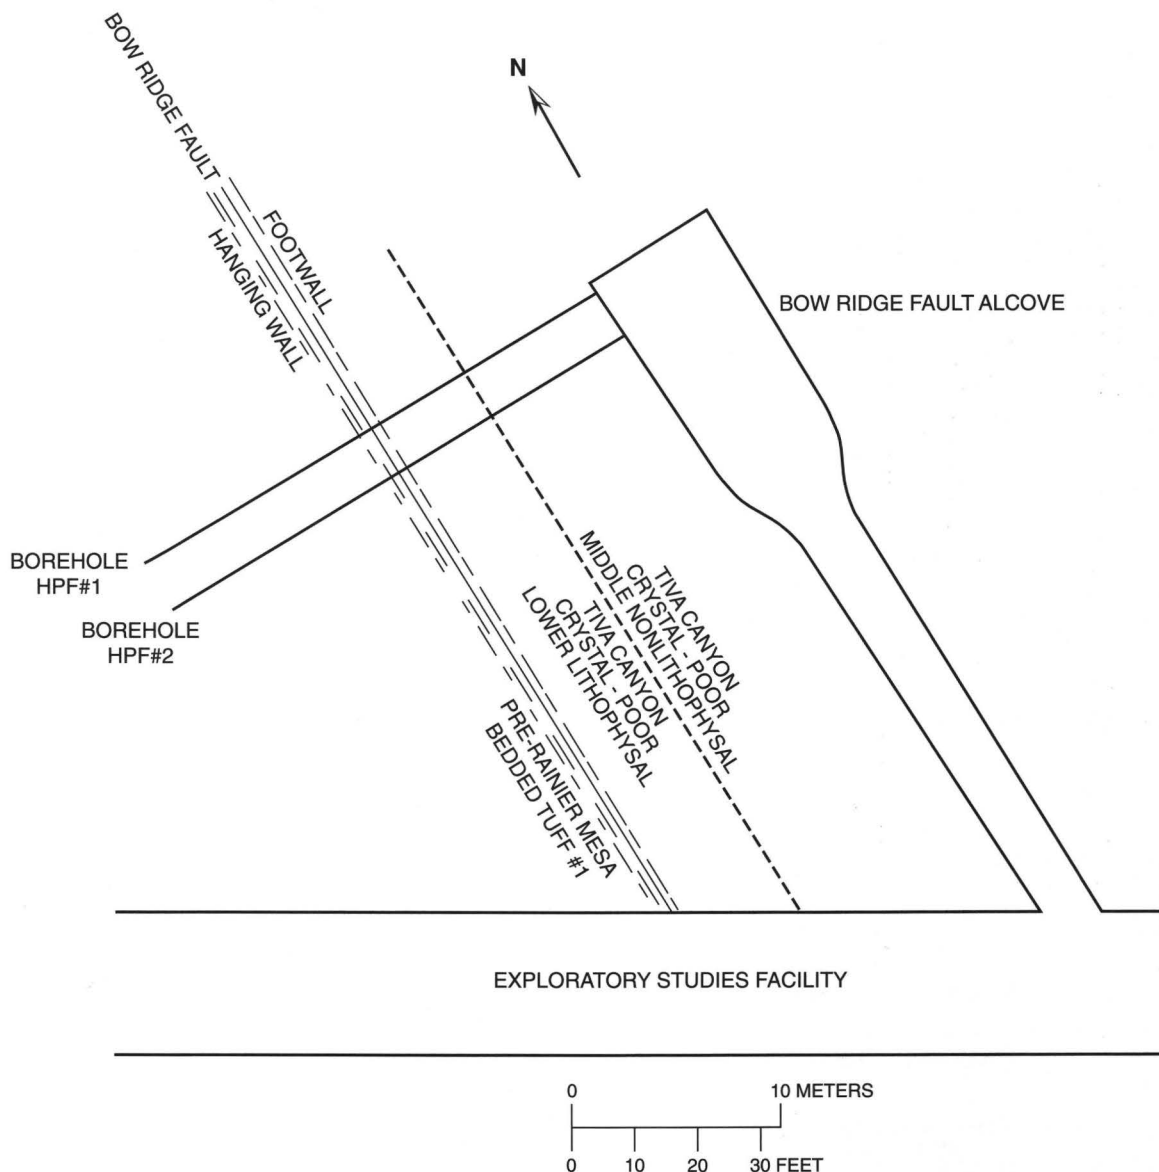 BOW RIDGE FAULT
N
FOOTWALL
HANGING WALL
BOW RIDGE FAULT ALCOVE
BOREHOLE
HPF#1
BOREHOLE
HPF#2
TIVA CANYON
CRYSTAL - POOR
MIDDLE NONLITHOPHYSAL
TIVA CANYON
CRYSTAL - POOR
LOWER LITHOPHYSAL
PRE-RAINIER MESA
BEDDED TUFF #1
EXPLORATORY STUDIES FACILITY
0 10 METERS
0 10 20 30 FEET